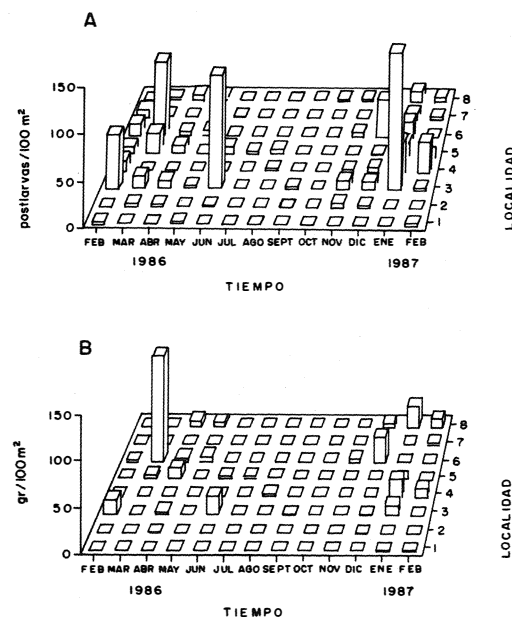 A
150
100
50
0
postlarvas/100 m²
FEB MAR ABR MAY JUN JUL AGO SEPT OCT NOV DIC ENE FEB
1986 1987
TIEMPO
8
7
6
5
4
3
2
1
LOCALIDAD
B
150
100
50
0
gr/100m²
FEB MAR ABR MAY JUN JUL AGO SEPT OCT NOV DIC ENE FEB
1986 1987
TIEMPO
8
7
6
5
4
3
2
1
LOCALIDAD